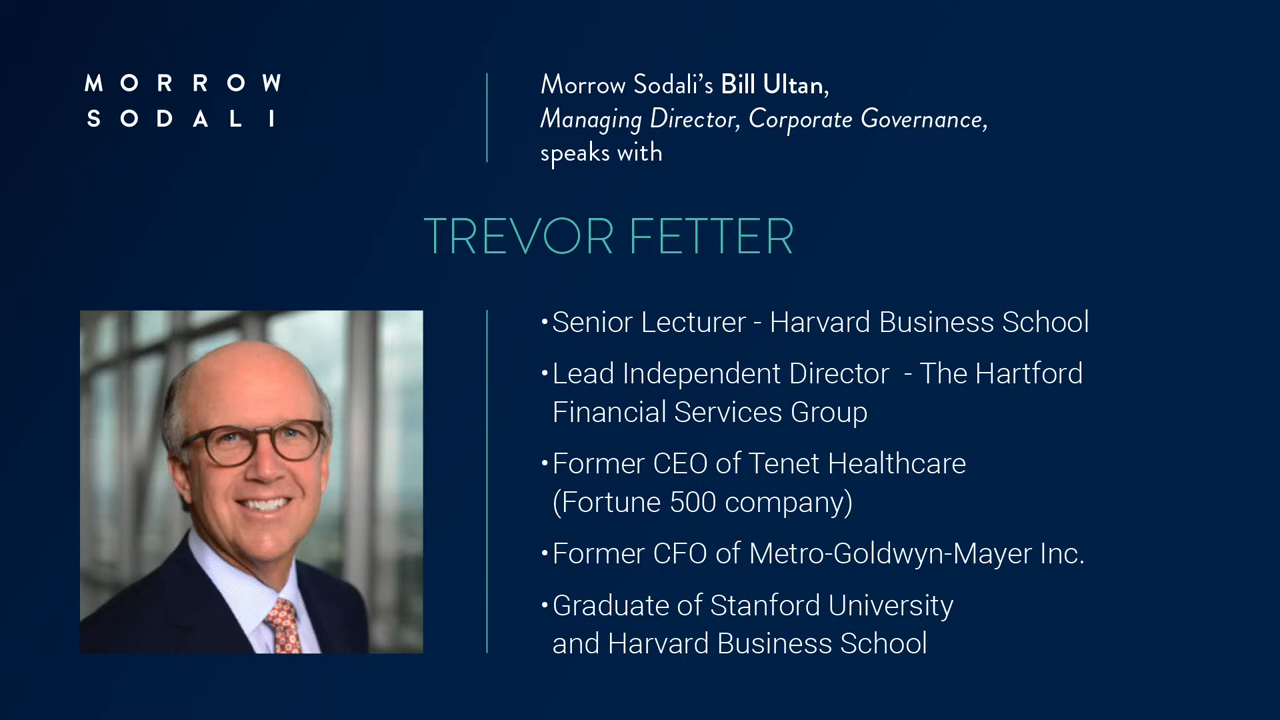 MORROW
SODALI
Morrow Sodali's Bill Ultan,
Managing Director, Corporate Governance,
speaks with
TREVOR FETTER
•Senior Lecturer - Harvard Business School
•Lead Independent Director - The Hartford
Financial Services Group
•Former CEO of Tenet Healthcare
(Fortune 500 company)
•Former CFO of Metro-Goldwyn-Mayer Inc.
•Graduate of Stanford University
and Harvard Business School